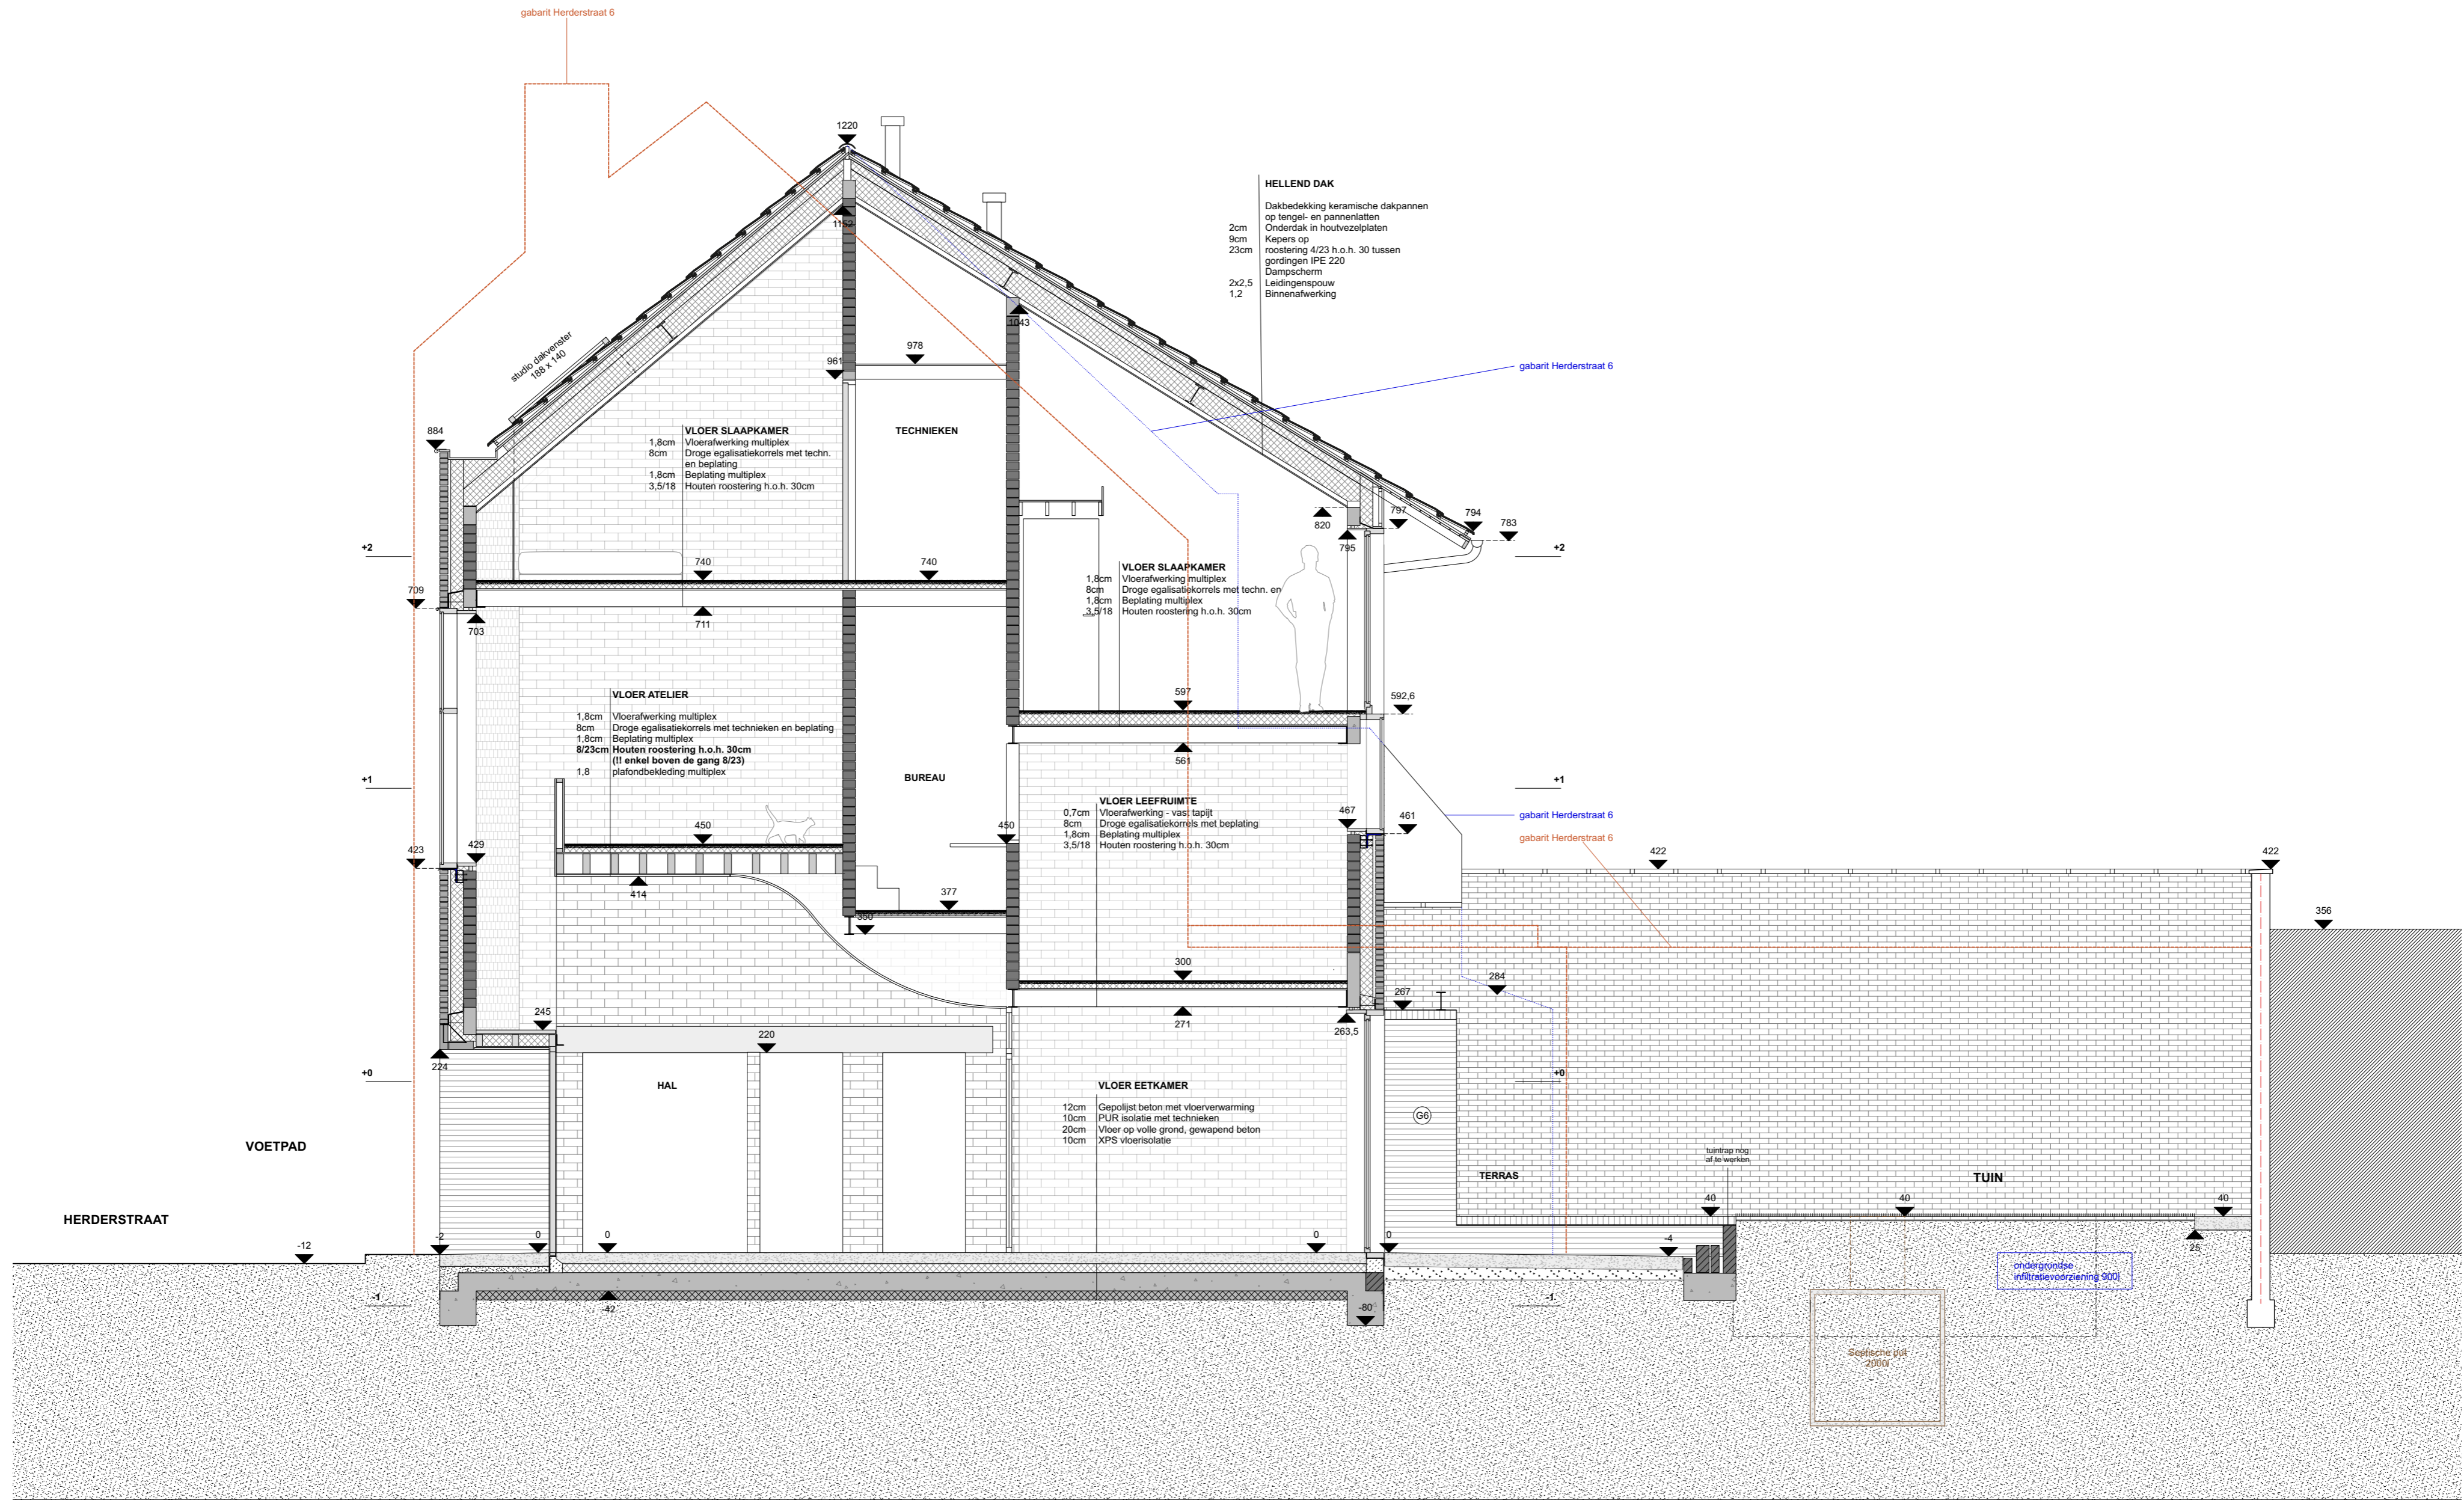 gabarit Herderstraat 6
1220
HELLEND DAK
Dakbedekking keramische dakpannen
op tengel- en pannenlatten
2cm Onderdak in houtvezelplaten
9cm Kepers op
23cm roostering 4/23 h.o.h. 30 tussen
gordingen IPE 220
Dampscherm
2x2,5 Leidingenspouw
1,2 Binnenafwerking
1152
1043
studio dakvenster
188 x 140
978
961
gabarit Herderstraat 6
884
VLOER SLAAPKAMER
1,8cm Vloerafwerking multiplex
8cm Droge egalisatiekorrels met techn.
en beplating
1,8cm Beplating multiplex
3,5/18 Houten roostering h.o.h. 30cm
TECHNIEKEN
820
797
794
783
795
+2
+2
740
740
709
703
711
VLOER SLAAPKAMER
1,8cm Vloerafwerking multiplex
8cm Droge egalisatiekorrels met techn. en
1,8cm Beplating multiplex
3,5/18 Houten roostering h.o.h. 30cm
597
592,6
VLOER ATELIER
1,8cm Vloerafwerking multiplex
8cm Droge egalisatiekorrels met technieken en beplating
1,8cm Beplating multiplex
8/23cm Houten roostering h.o.h. 30cm
(!! enkel boven de gang 8/23)
1,8 plafondbekleding multiplex
561
BUREAU
+1
+1
VLOER LEEFRUIMTE
0,7cm Vloerafwerking - vast tapijt
8cm Droge egalisatiekorrels met beplating
1,8cm Beplating multiplex
3,5/18 Houten roostering h.o.h. 30cm
450
450
467
461
gabarit Herderstraat 6
gabarit Herderstraat 6
423
429
422
422
414
377
350
356
300
284
267
271
263,5
245
220
224
+0
+0
HAL
VLOER EETKAMER
12cm Gepolijst beton met vloerverwarming
10cm PUR isolatie met technieken
20cm Vloer op volle grond, gewapend beton
10cm XPS vloerisolatie
G6
VOETPAD
tuintrap nog
af te werken
TERRAS
TUIN
HERDERSTRAAT
40
40
40
-12
-2
0
0
0
0
-4
25
ondergrondse
infiltratievoorziening 900l
-1
-42
-80
-1
Septische put
2000l